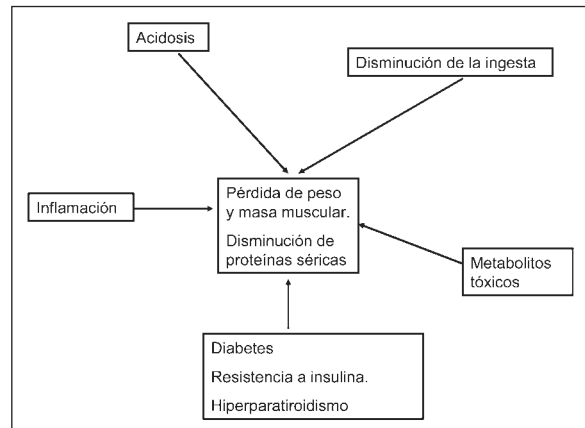 Acidosis
Disminución de la ingesta
Pérdida de peso
y masa muscular.
Disminución de
proteínas séricas
Inflamación
Metabolitos
tóxicos
Diabetes
Resistencia a insulina.
Hiperparatiroidismo